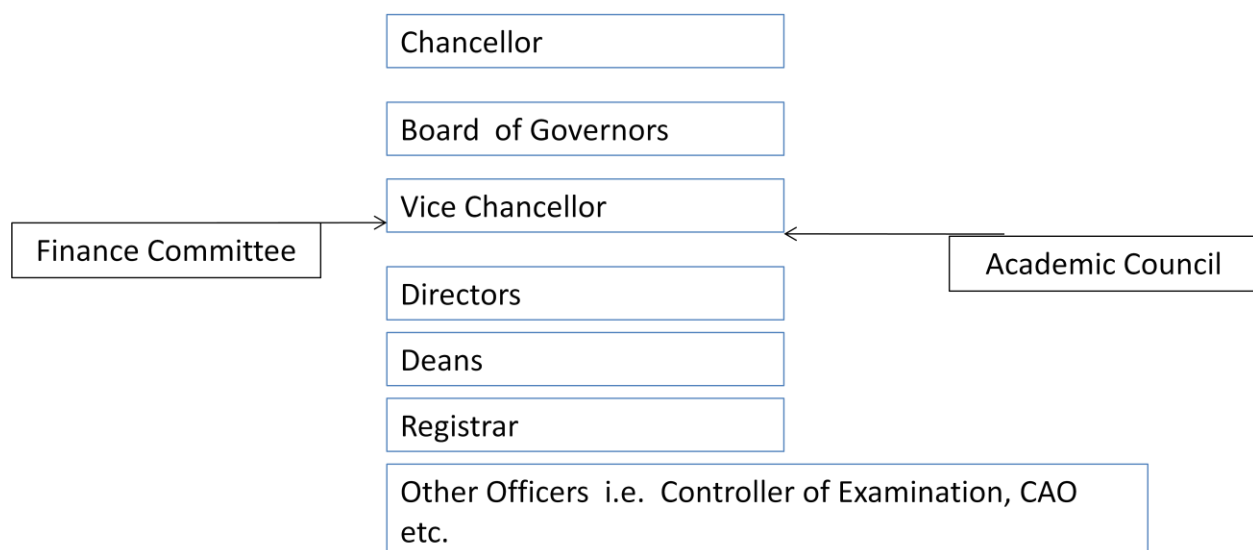 Chancellor
Board of Governors
Vice Chancellor
Finance Committee
Academic Council
Directors
Deans
Registrar
Other Officers i.e. Controller of Examination, CAO
etc.